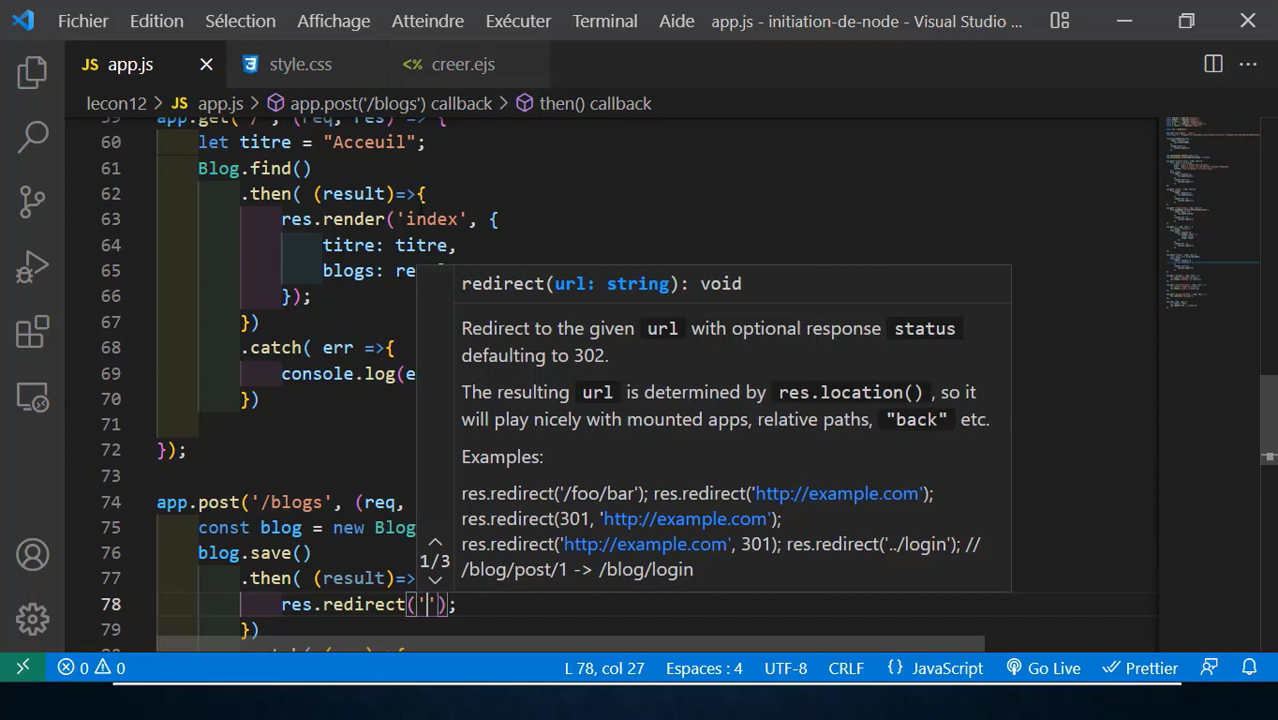 Fichier Edition Sélection Affichage Atteindre Exécuter Terminal Aide app.js - initiation-de-node - Visual Studio ...
JS app.js style.css <> creer.ejs
lecon12 > JS app.js > app.post('/blogs') callback > then() callback
59 app.get('/', (req, res) => {
60 let titre = "Acceuil";
61 Blog.find()
62 .then( (result)=>{
63 res.render('index', {
64 titre: titre,
65 blogs: re
66 });
67 })
68 .catch( err =>{
69 console.log(e
70 })
71
72 });
73
74 app.post('/blogs', (req,
75 const blog = new Blog
76 blog.save()
77 .then( (result)=>
78 res.redirect('');
79 })
redirect(url: string): void
Redirect to the given url with optional response status
defaulting to 302.
The resulting url is determined by res.location(), so it
will play nicely with mounted apps, relative paths, "back" etc.
Examples:
res.redirect('/foo/bar'); res.redirect('http://example.com');
res.redirect(301, 'http://example.com');
res.redirect('http://example.com', 301); res.redirect('../login'); //
/blog/post/1 -> /blog/login
1/3
0 0 L 78, col 27 Espaces : 4 UTF-8 CRLF {} JavaScript Go Live Prettier